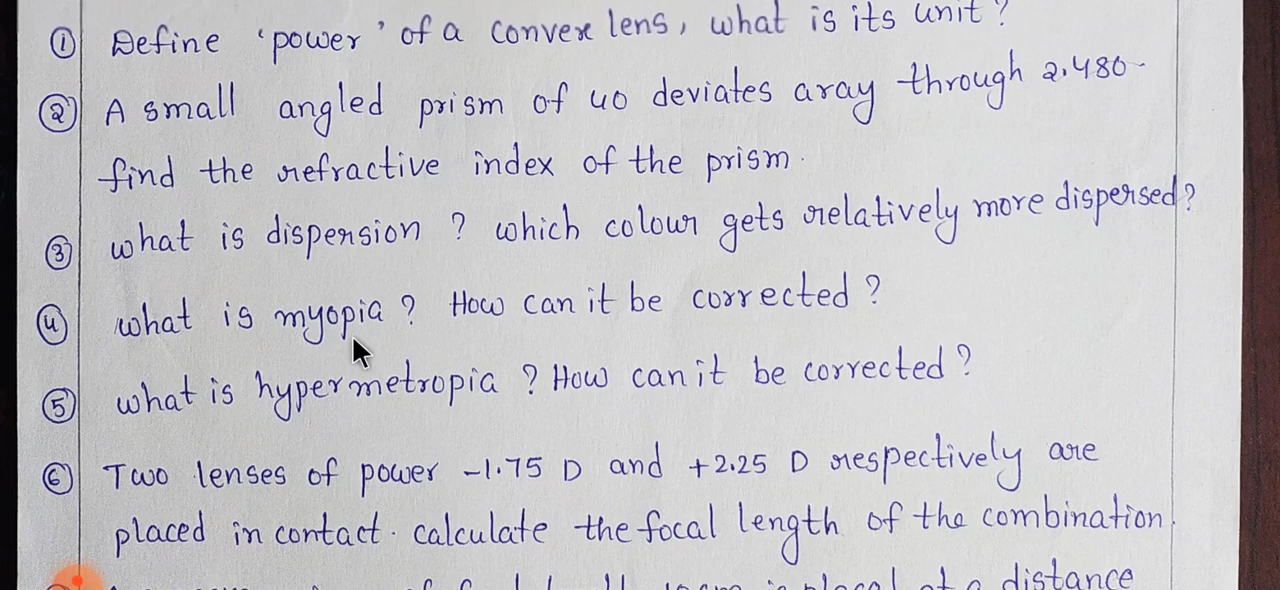 ① Define 'power' of a convex lens, what is its unit?
② A small angled prism of 40 deviates a ray through 2.480-
find the refractive index of the prism.
③ what is dispersion ? which colour gets relatively more dispersed?
④ what is myopia ? How can it be corrected ?
⑤ what is hypermetropia ? How can it be corrected ?
⑥ Two lenses of power -1.75 D and +2.25 D respectively are
placed in contact. calculate the focal length of the combination.
distance